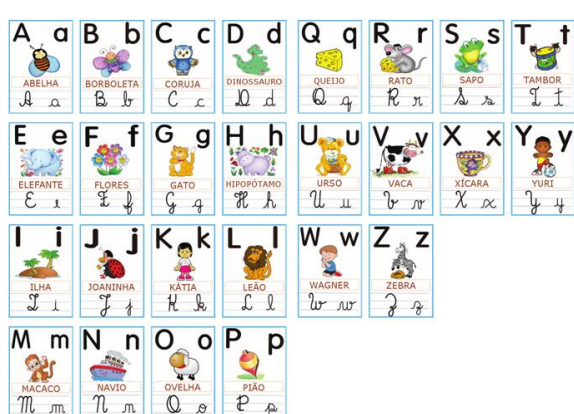 A a B b C c D d Q q R r S s T t
ABELHA BORBOLETA CORUJA DINOSSAURO QUEIJO RATO SAPO TAMBOR
A a B b C c D d Q q R r S s T t
E e F f G g H h U u V v X x Y y
ELEFANTE FLORES GATO HIPOPÓTAMO URSO VACA XÍCARA YURI
E e F f G g H h U u V v X x Y y
I i J j K k L l W w Z z
ILHA JOANINHA KÁTIA LEÃO WAGNER ZEBRA
I i J j K k L l W w Z z
M m N n O o P p
MACACO NAVIO OVELHA PIÃO
M m N n O o P p